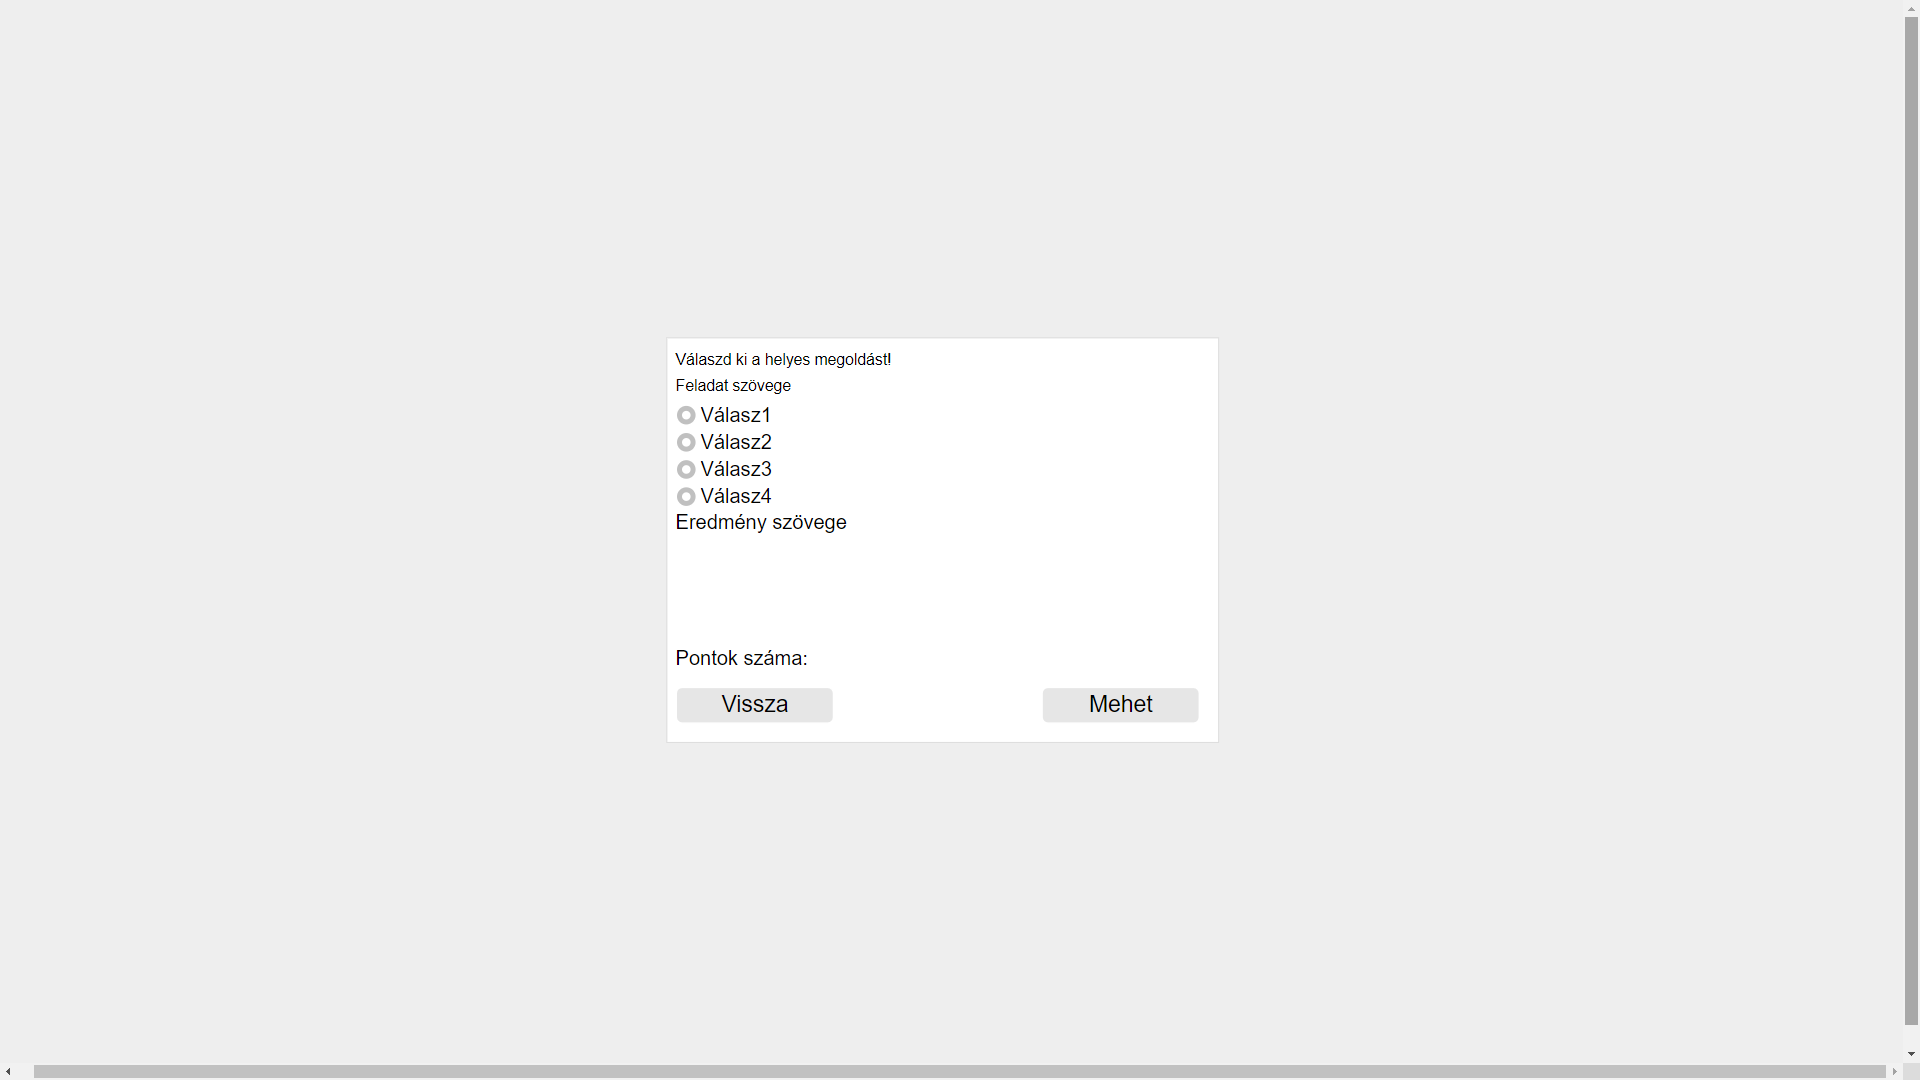 Válaszd ki a helyes megoldást!
Feladat szövege
Válasz1
Válasz2
Válasz3
Válasz4
Eredmény szövege
Pontok száma:
Vissza
Mehet